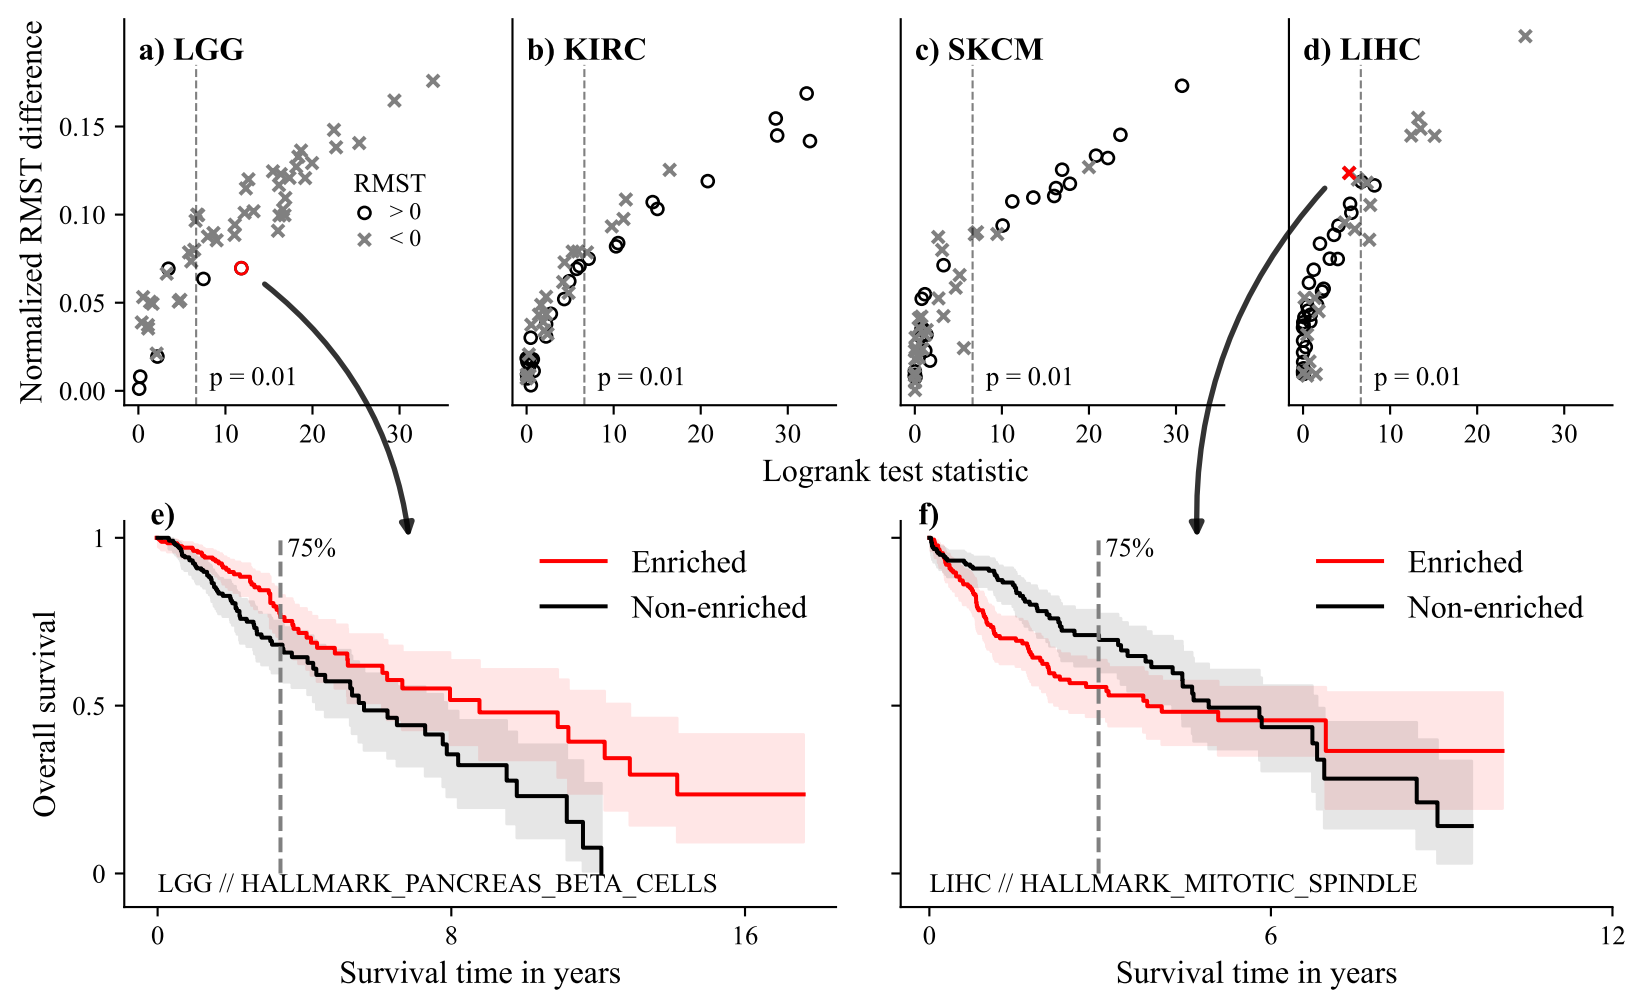 a) LGG
b) KIRC
c) SKCM
d) LIHC
Normalized RMST difference
0.15
0.10
0.05
0.00
RMST
> 0
< 0
p = 0.01
p = 0.01
p = 0.01
p = 0.01
0 10 20 30
0 10 20 30
0 10 20 30
0 10 20 30
Logrank test statistic
e)
75%
Enriched
Non-enriched
Overall survival
1
0.5
0
LGG // HALLMARK_PANCREAS_BETA_CELLS
0 8 16
Survival time in years
f)
75%
Enriched
Non-enriched
LIHC // HALLMARK_MITOTIC_SPINDLE
0 6 12
Survival time in years